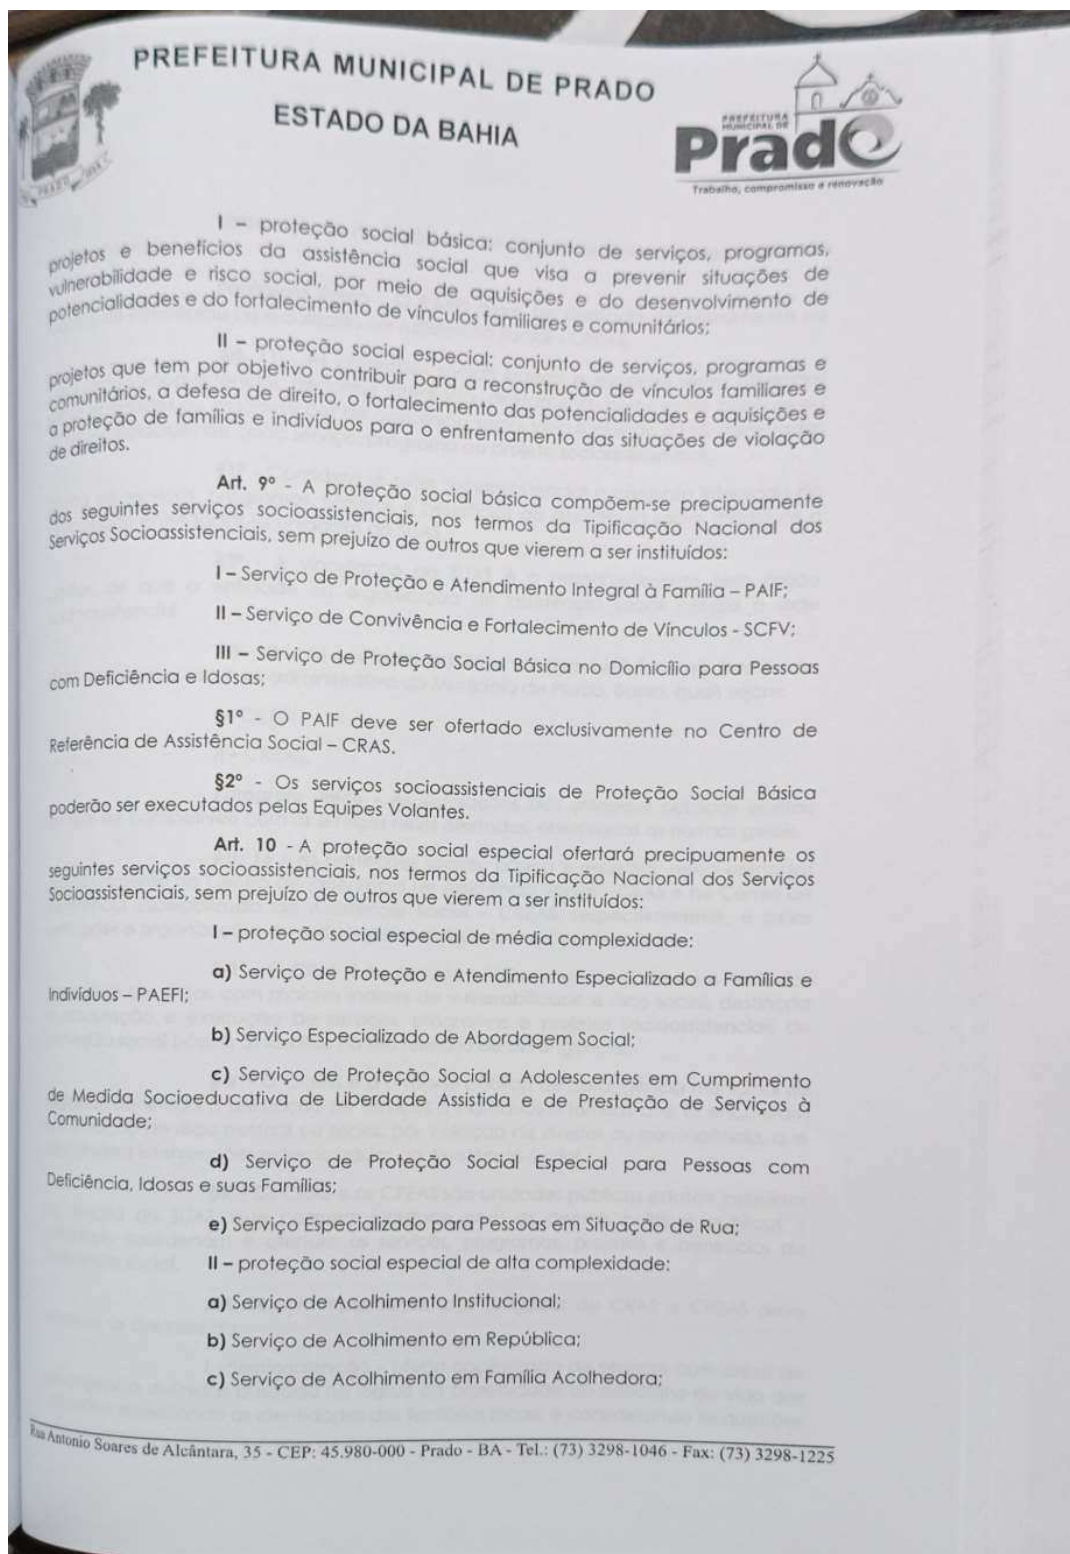 PREFEITURA MUNICIPAL DE PRADO
ESTADO DA BAHIA
PREFEITURA
MUNICIPAL DE
Prado
Trabalho, compromisso e renovação
PRADO
I – proteção social básica: conjunto de serviços, programas,
projetos e benefícios da assistência social que visa a prevenir situações de
vulnerabilidade e risco social, por meio de aquisições e do desenvolvimento de
potencialidades e do fortalecimento de vínculos familiares e comunitários;
II – proteção social especial: conjunto de serviços, programas e
projetos que tem por objetivo contribuir para a reconstrução de vínculos familiares e
comunitários, a defesa de direito, o fortalecimento das potencialidades e aquisições e
a proteção de famílias e indivíduos para o enfrentamento das situações de violação
de direitos.
Art. 9º - A proteção social básica compõem-se precipuamente
dos seguintes serviços socioassistenciais, nos termos da Tipificação Nacional dos
Serviços Socioassistenciais, sem prejuízo de outros que vierem a ser instituídos:
I – Serviço de Proteção e Atendimento Integral à Família – PAIF;
II – Serviço de Convivência e Fortalecimento de Vínculos - SCFV;
III – Serviço de Proteção Social Básica no Domicílio para Pessoas
com Deficiência e Idosas;
§1º - O PAIF deve ser ofertado exclusivamente no Centro de
Referência de Assistência Social – CRAS.
§2º - Os serviços socioassistenciais de Proteção Social Básica
poderão ser executados pelas Equipes Volantes.
Art. 10 - A proteção social especial ofertará precipuamente os
seguintes serviços socioassistenciais, nos termos da Tipificação Nacional dos Serviços
Socioassistenciais, sem prejuízo de outros que vierem a ser instituídos:
I – proteção social especial de média complexidade:
a) Serviço de Proteção e Atendimento Especializado a Famílias e
Indivíduos – PAEFI;
b) Serviço Especializado de Abordagem Social;
c) Serviço de Proteção Social a Adolescentes em Cumprimento
de Medida Socioeducativa de Liberdade Assistida e de Prestação de Serviços à
Comunidade;
d) Serviço de Proteção Social Especial para Pessoas com
Deficiência, Idosas e suas Famílias;
e) Serviço Especializado para Pessoas em Situação de Rua;
II – proteção social especial de alta complexidade:
a) Serviço de Acolhimento Institucional;
b) Serviço de Acolhimento em República;
c) Serviço de Acolhimento em Família Acolhedora;
Rua Antonio Soares de Alcântara, 35 - CEP: 45.980-000 - Prado - BA - Tel.: (73) 3298-1046 - Fax: (73) 3298-1225